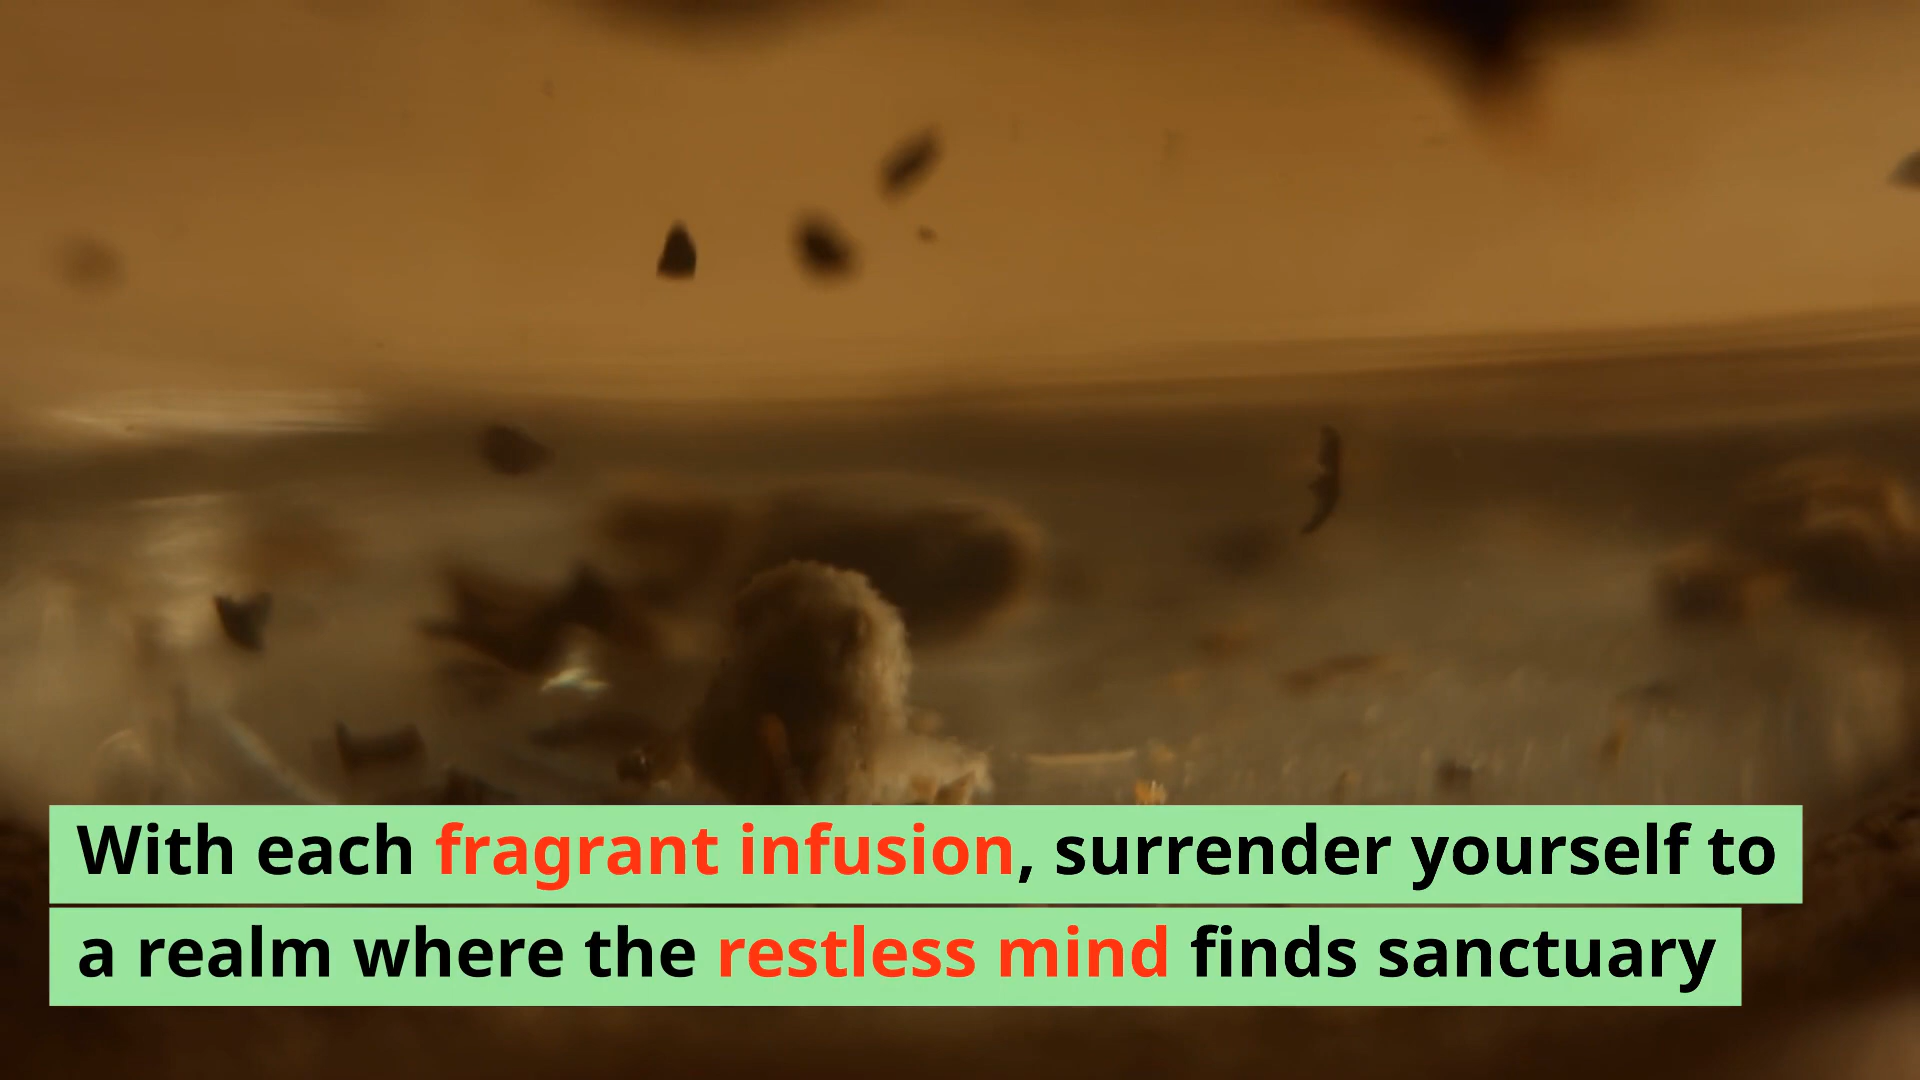 With each fragrant infusion, surrender yourself to
a realm where the restless mind finds sanctuary